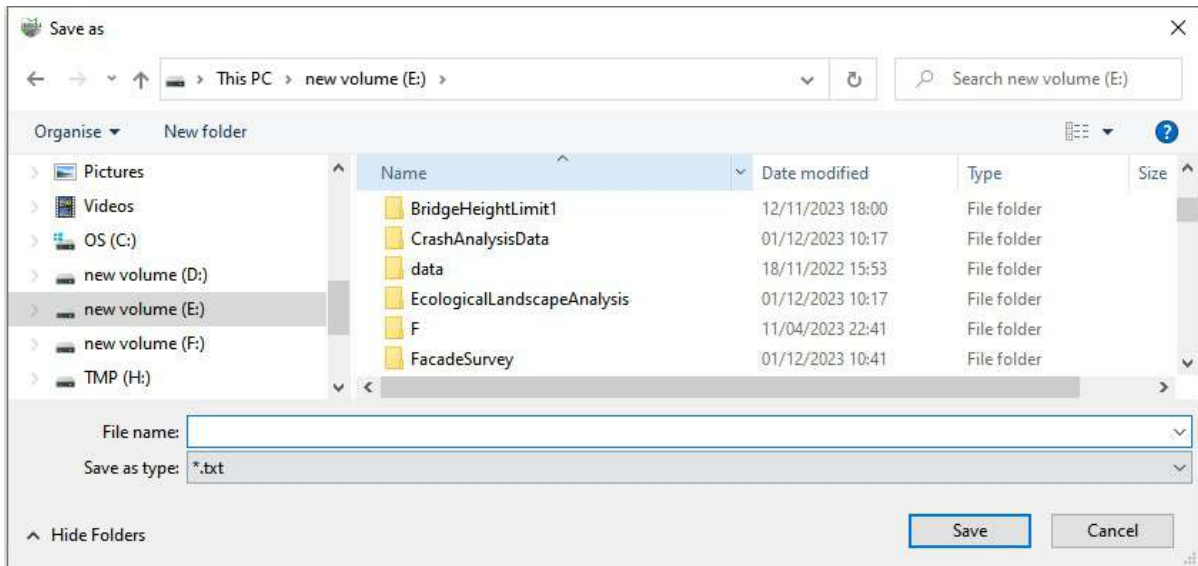 Save as
This PC > new volume (E:) >
Search new volume (E:)
Organise
New folder
Pictures
Videos
OS (C:)
new volume (D:)
new volume (E:)
new volume (F:)
TMP (H:)
Name Date modified Type Size
BridgeHeightLimit1 12/11/2023 18:00 File folder
CrashAnalysisData 01/12/2023 10:17 File folder
data 18/11/2022 15:53 File folder
EcologicalLandscapeAnalysis 01/12/2023 10:17 File folder
F 11/04/2023 22:41 File folder
FacadeSurvey 01/12/2023 10:41 File folder
File name:
Save as type: *.txt
Hide Folders
Save
Cancel